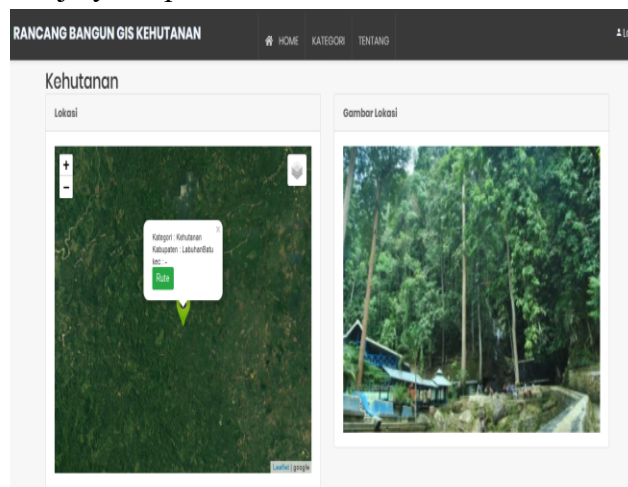 RANCANG BANGUN GIS KEHUTANAN
HOME KATEGORI TENTANG
Kehutanan
Lokasi
+
-
Kategori : Kehutanan
Kabupaten : LabuhanBatu
kec : -
Rute
×
Leaflet | google
Gambar Lokasi